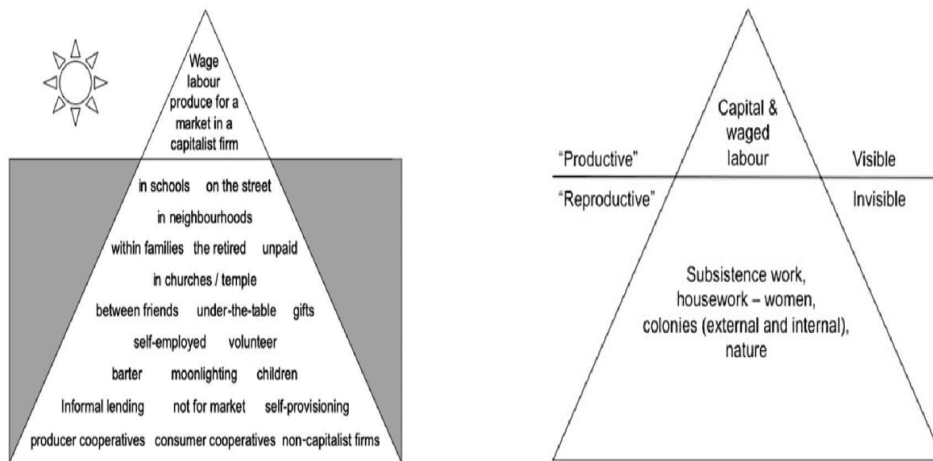 Wage
labour
produce for a
market in a
capitalist firm
in schools on the street
in neighbourhoods
within families the retired unpaid
in churches / temple
between friends under-the-table gifts
self-employed volunteer
barter moonlighting children
Informal lending not for market self-provisioning
producer cooperatives consumer cooperatives non-capitalist firms
Capital &
waged
labour
"Productive" Visible
"Reproductive" Invisible
Subsistence work,
housework – women,
colonies (external and internal),
nature